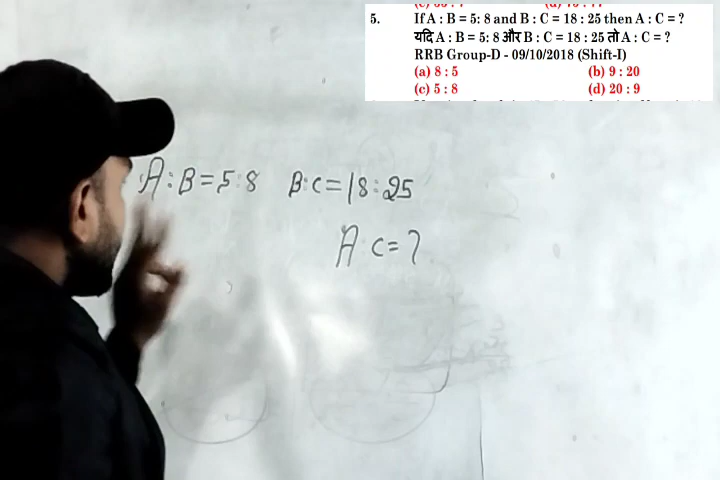 5. If A : B = 5: 8 and B : C = 18 : 25 then A : C = ?
यदि A : B = 5: 8 और B : C = 18 : 25 तो A : C = ?
RRB Group-D - 09/10/2018 (Shift-I)
(a) 8 : 5 (b) 9 : 20
(c) 5 : 8 (d) 20 : 9
A:B=5:8 B:C=18:25
A C=?